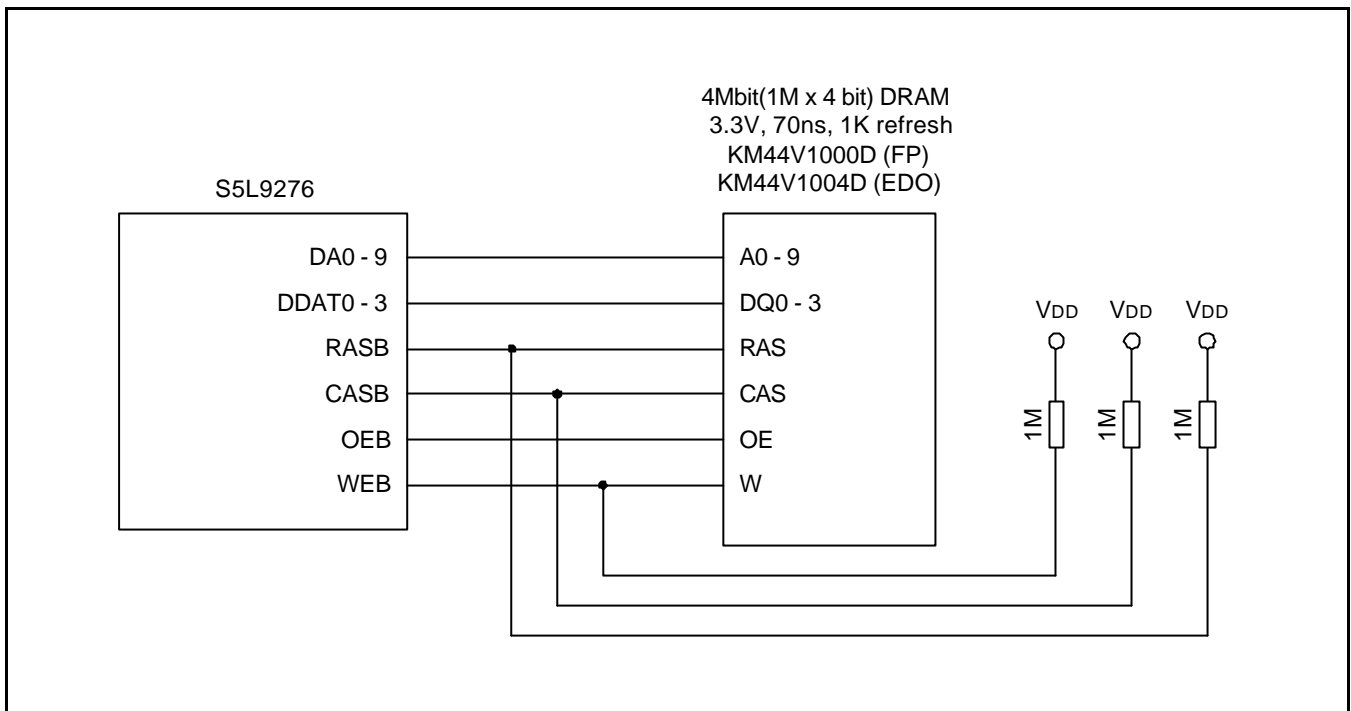 4Mbit(1M x 4 bit) DRAM
3.3V, 70ns, 1K refresh
KM44V1000D (FP)
KM44V1004D (EDO)
S5L9276
DA0 - 9
A0 - 9
DDAT0 - 3
DQ0 - 3
RASB
RAS
CASB
CAS
OEB
OE
WEB
W
VDD
VDD
VDD
1M
1M
1M